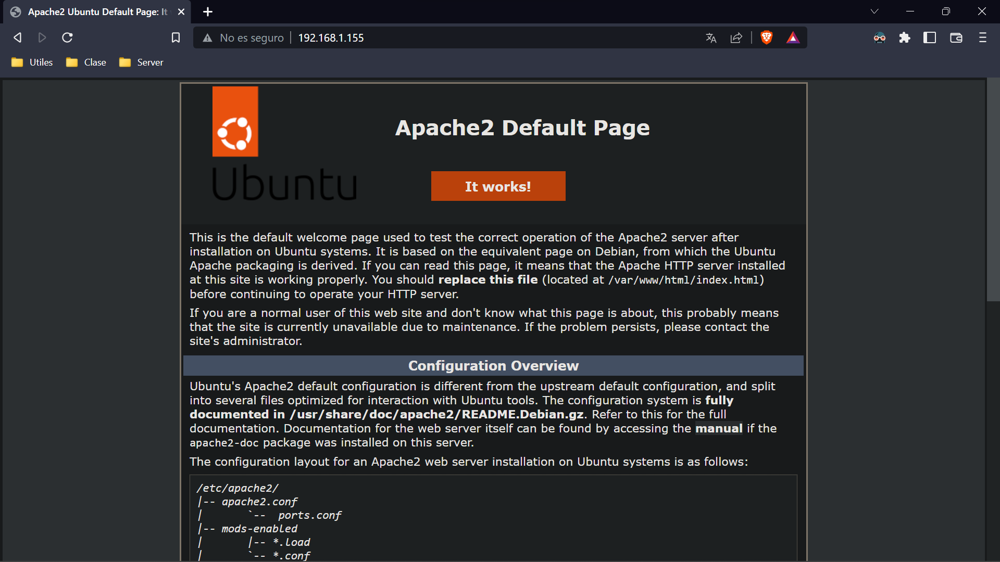 Apache2 Ubuntu Default Page: It
No es seguro 192.168.1.155
Utiles Clase Server
Ubuntu
Apache2 Default Page
It works!
This is the default welcome page used to test the correct operation of the Apache2 server after
installation on Ubuntu systems. It is based on the equivalent page on Debian, from which the Ubuntu
Apache packaging is derived. If you can read this page, it means that the Apache HTTP server installed
at this site is working properly. You should replace this file (located at /var/www/html/index.html)
before continuing to operate your HTTP server.
If you are a normal user of this web site and don't know what this page is about, this probably means
that the site is currently unavailable due to maintenance. If the problem persists, please contact the
site's administrator.
Configuration Overview
Ubuntu's Apache2 default configuration is different from the upstream default configuration, and split
into several files optimized for interaction with Ubuntu tools. The configuration system is fully
documented in /usr/share/doc/apache2/README.Debian.gz. Refer to this for the full
documentation. Documentation for the web server itself can be found by accessing the manual if the
apache2-doc package was installed on this server.
The configuration layout for an Apache2 web server installation on Ubuntu systems is as follows:
/etc/apache2/
|-- apache2.conf
|       `--  ports.conf
|-- mods-enabled
|       |-- *.load
|       `-- *.conf